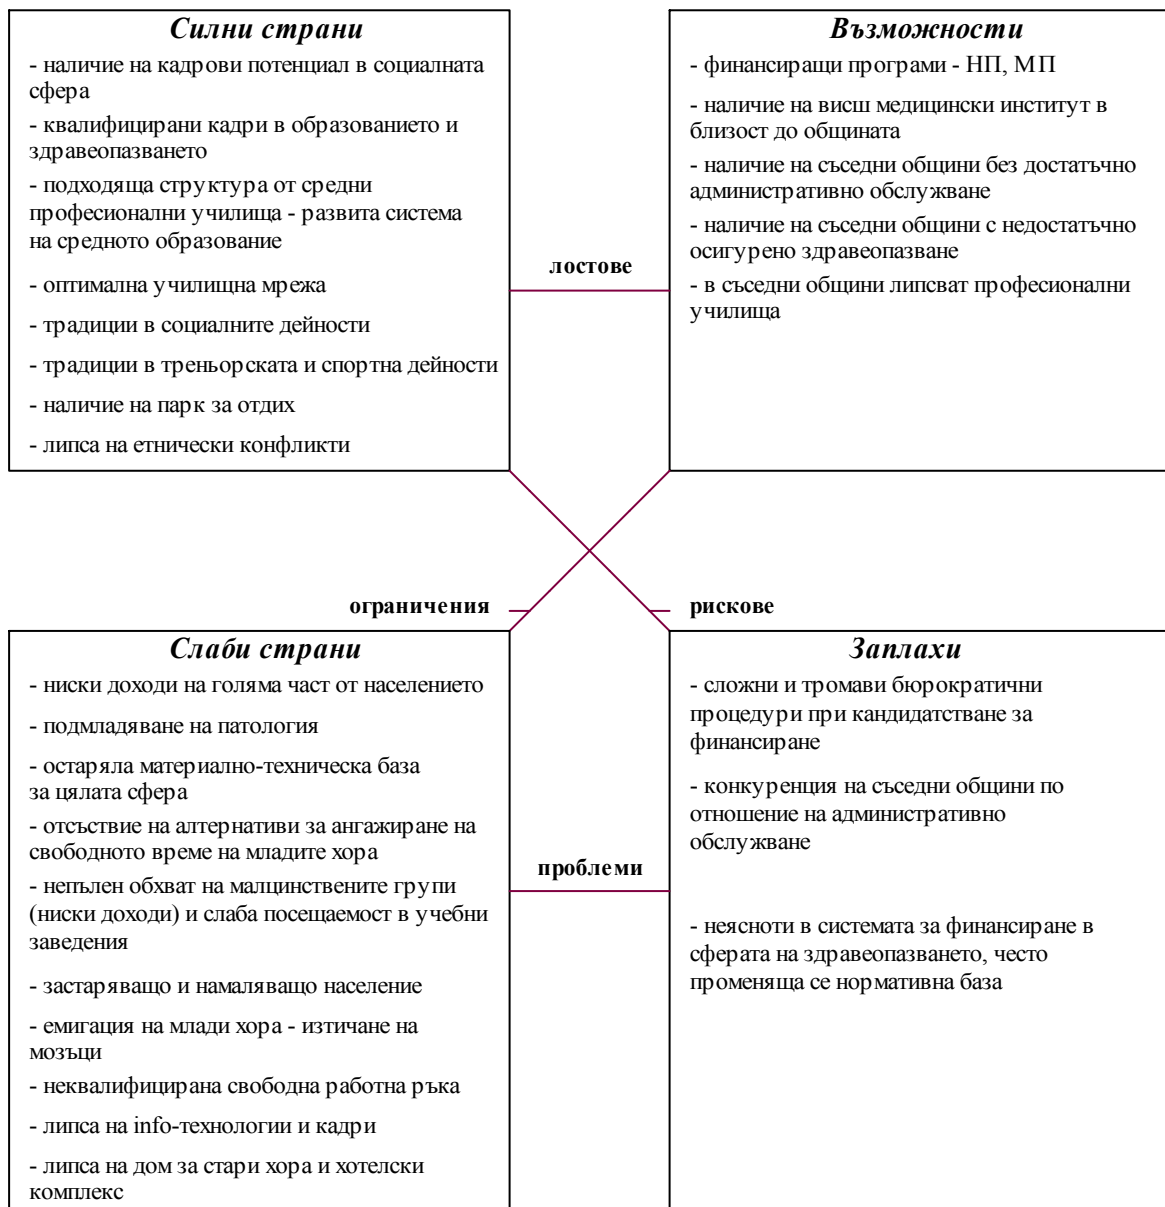 Силни страни
- наличие на кадрови потенциал в социалната
сфера
- квалифицирани кадри в образованието и
здравеопазването
- подходяща структура от средни
професионални училища - развита система
на средното образование
- оптимална училищна мрежа
- традиции в социалните дейности
- традиции в треньорската и спортна дейности
- наличие на парк за отдих
- липса на етнически конфликти
Възможности
- финансиращи програми - НП, МП
- наличие на висш медицински институт в
близост до общината
- наличие на съседни общини без достатъчно
административно обслужване
- наличие на съседни общини с недостатъчно
осигурено здравеопазване
- в съседни общини липсват професионални
училища
лостове
ограничения
рискове
Слаби страни
- ниски доходи на голяма част от населението
- подмладяване на патология
- остаряла материално-техническа база
за цялата сфера
- отсъствие на алтернативи за ангажиране на
свободното време на младите хора
- непълен обхват на малцинствените групи
(ниски доходи) и слаба посещаемост в учебни
заведения
- застаряващо и намаляващо население
- емигация на млади хора - изтичане на
мозъци
- неквалифицирана свободна работна ръка
- липса на info-технологии и кадри
- липса на дом за стари хора и хотелски
комплекс
проблеми
Заплахи
- сложни и тромави бюрократични
процедури при кандидатстване за
финансиране
- конкуренция на съседни общини по
отношение на административно
обслужване
- неясноти в системата за финансиране в
сферата на здравеопазването, често
променяща се нормативна база